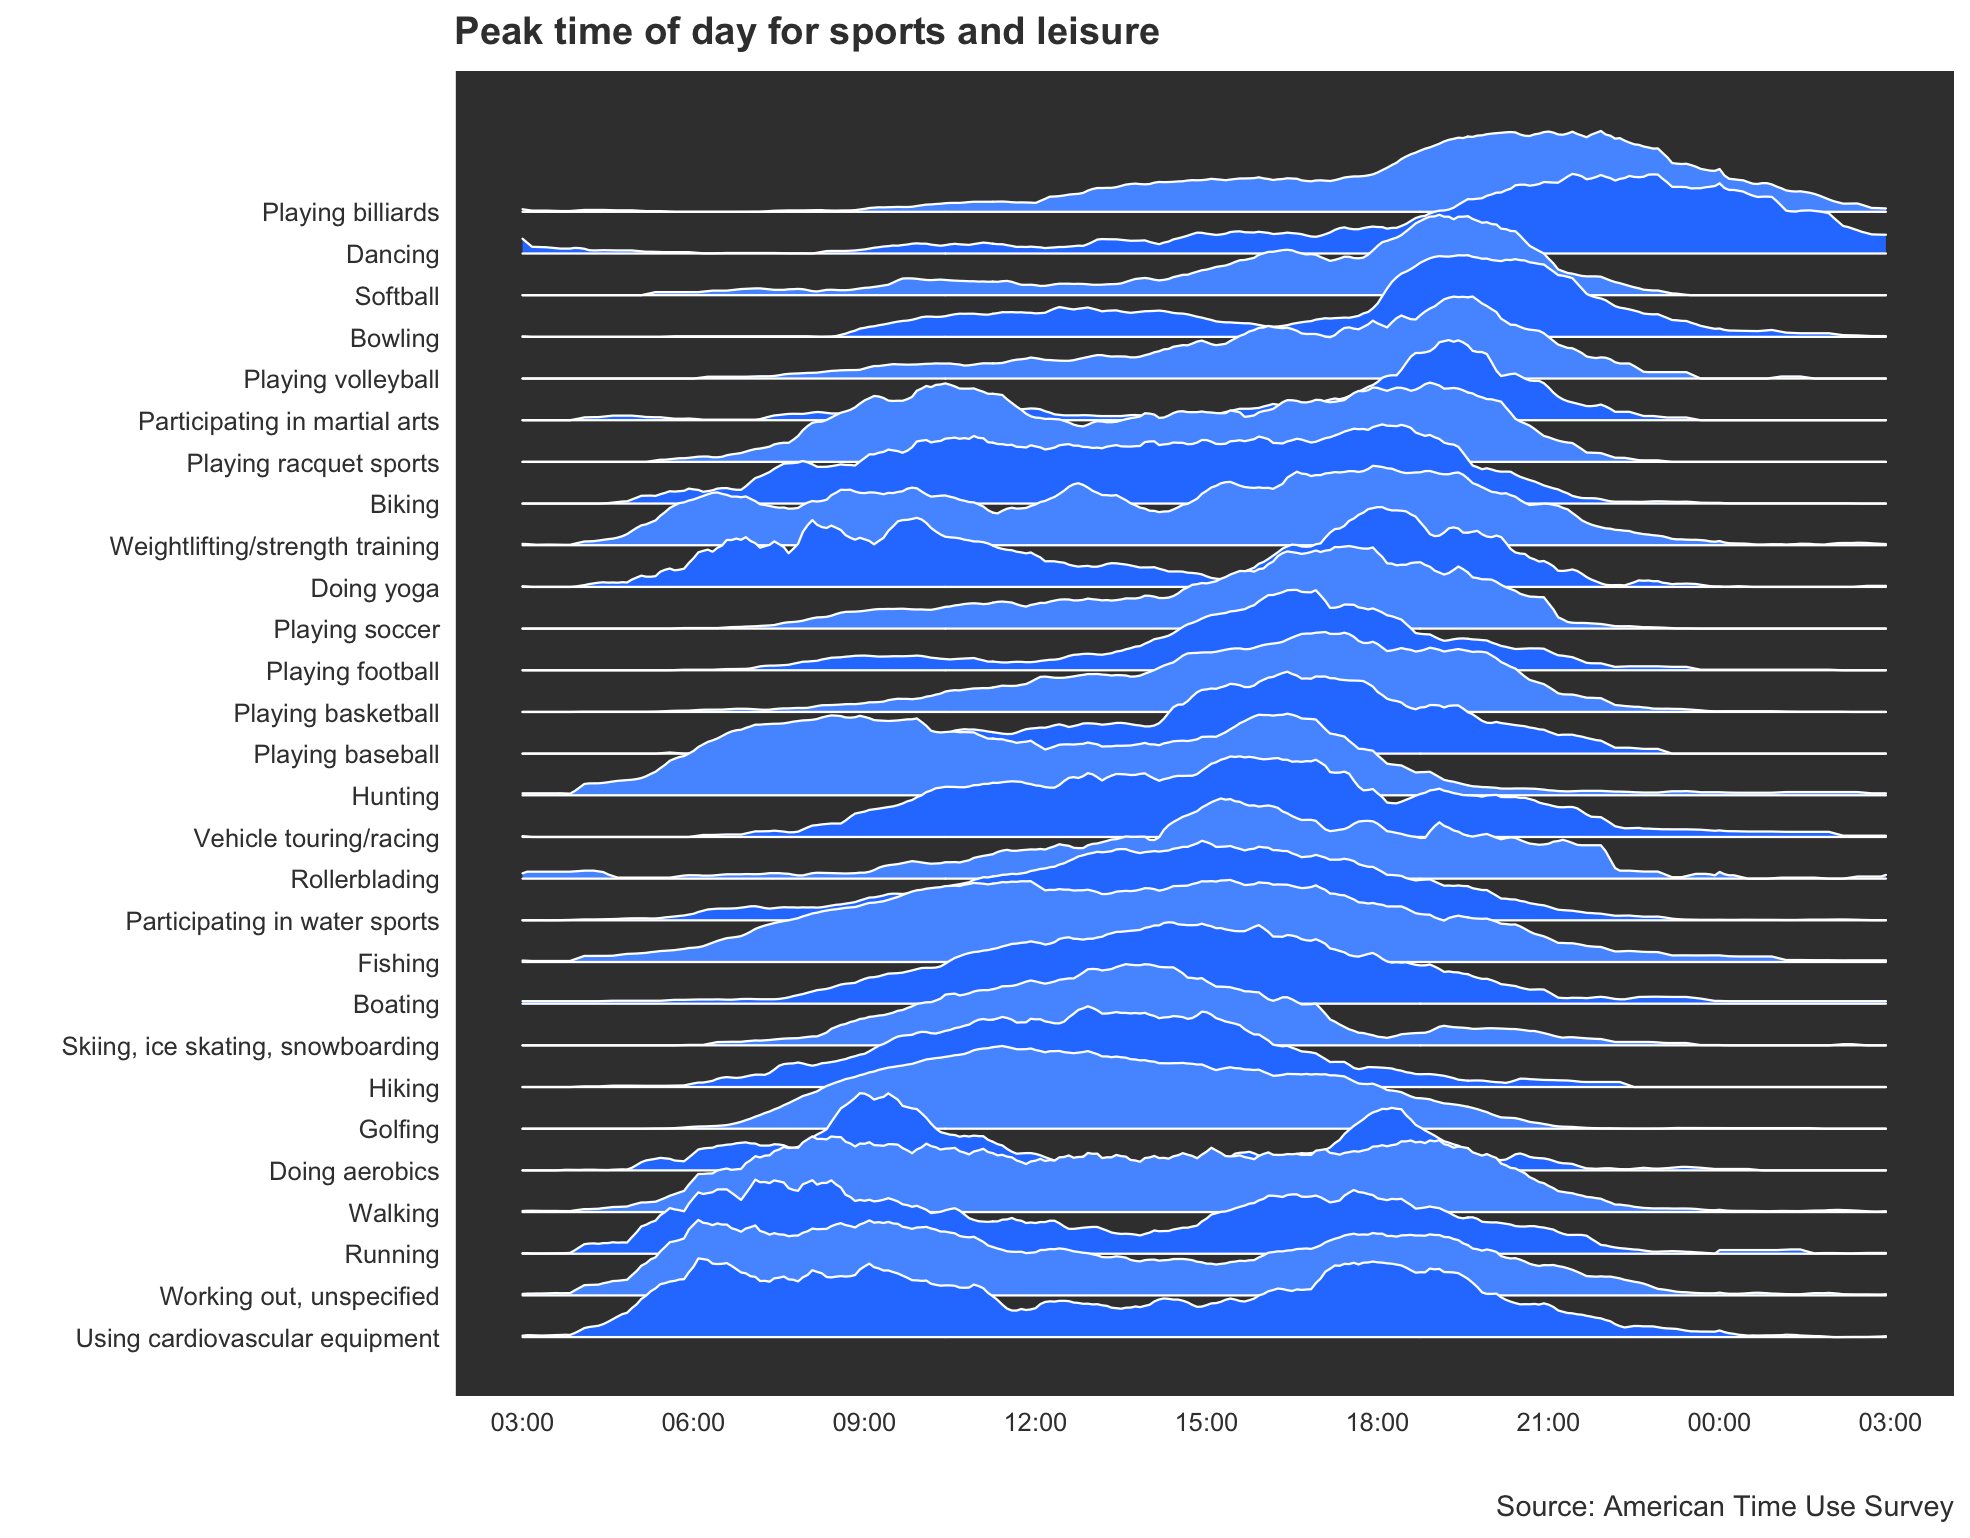 Peak time of day for sports and leisure
Playing billiards
Dancing
Softball
Bowling
Playing volleyball
Participating in martial arts
Playing racquet sports
Biking
Weightlifting/strength training
Doing yoga
Playing soccer
Playing football
Playing basketball
Playing baseball
Hunting
Vehicle touring/racing
Rollerblading
Participating in water sports
Fishing
Boating
Skiing, ice skating, snowboarding
Hiking
Golfing
Doing aerobics
Walking
Running
Working out, unspecified
Using cardiovascular equipment
03:00 06:00 09:00 12:00 15:00 18:00 21:00 00:00 03:00
Source: American Time Use Survey